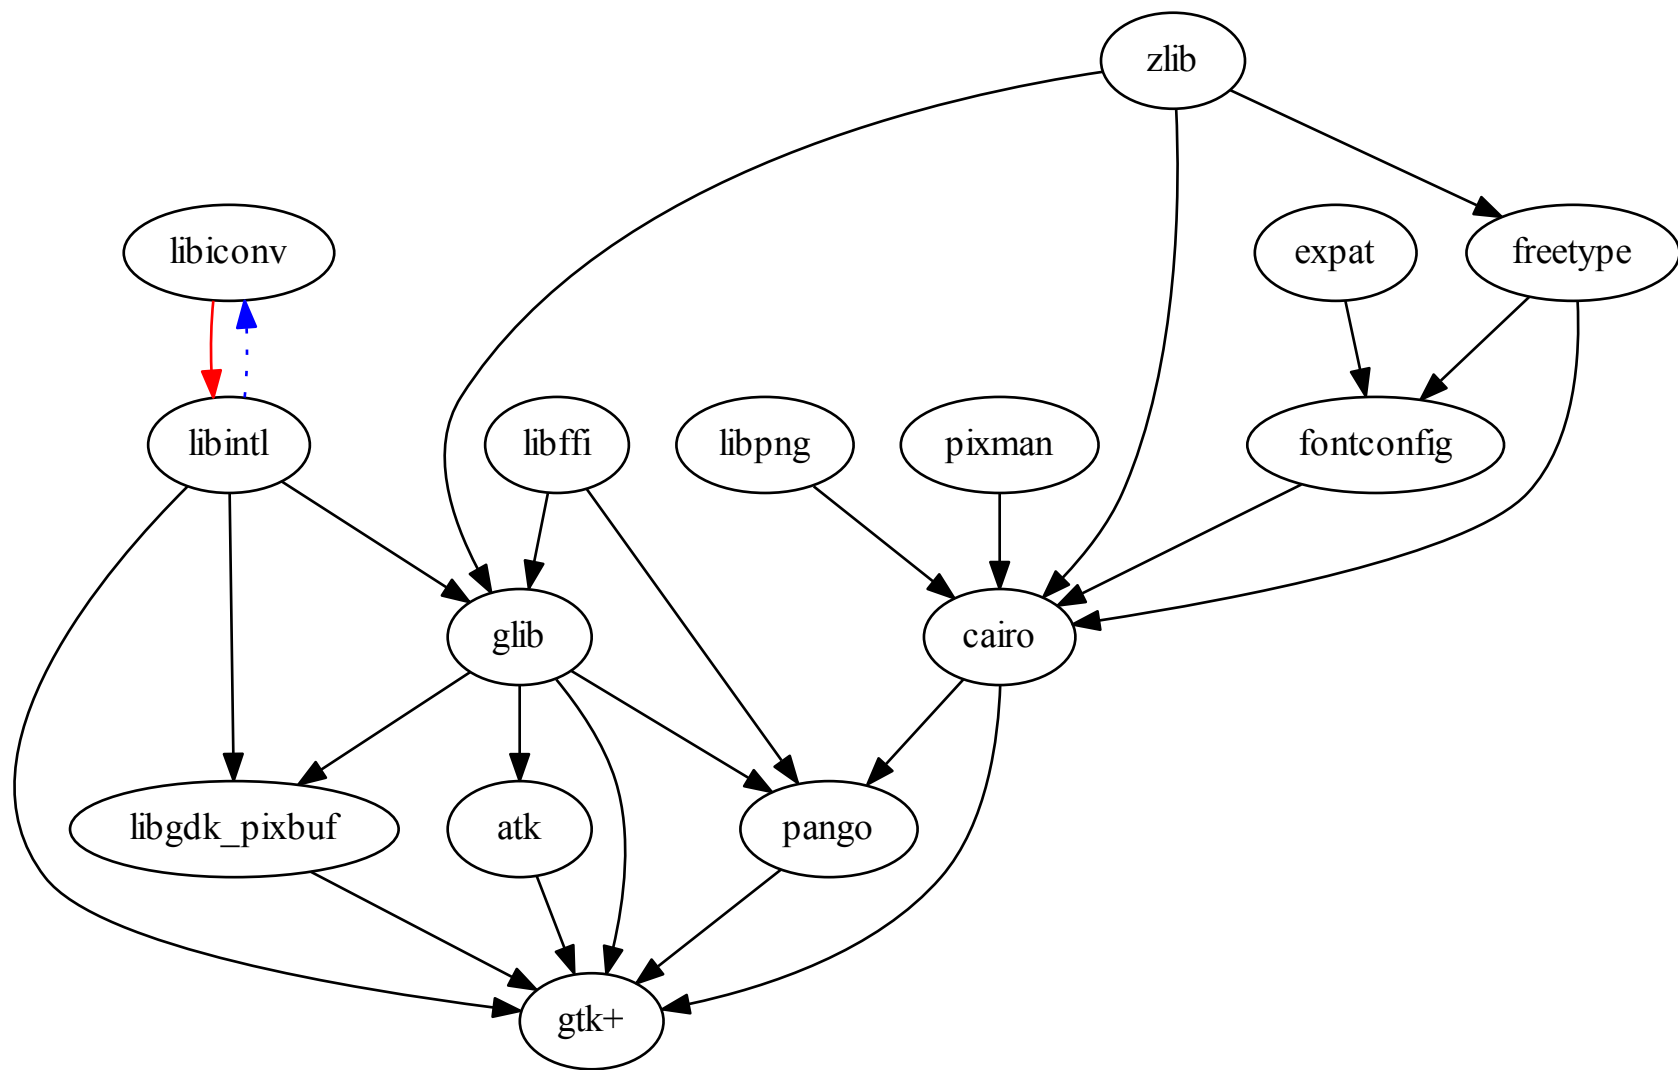 zlib
libiconv
expat
freetype
libintl
libffi
libpng
pixman
fontconfig
glib
cairo
libgdk_pixbuf
atk
pango
gtk+